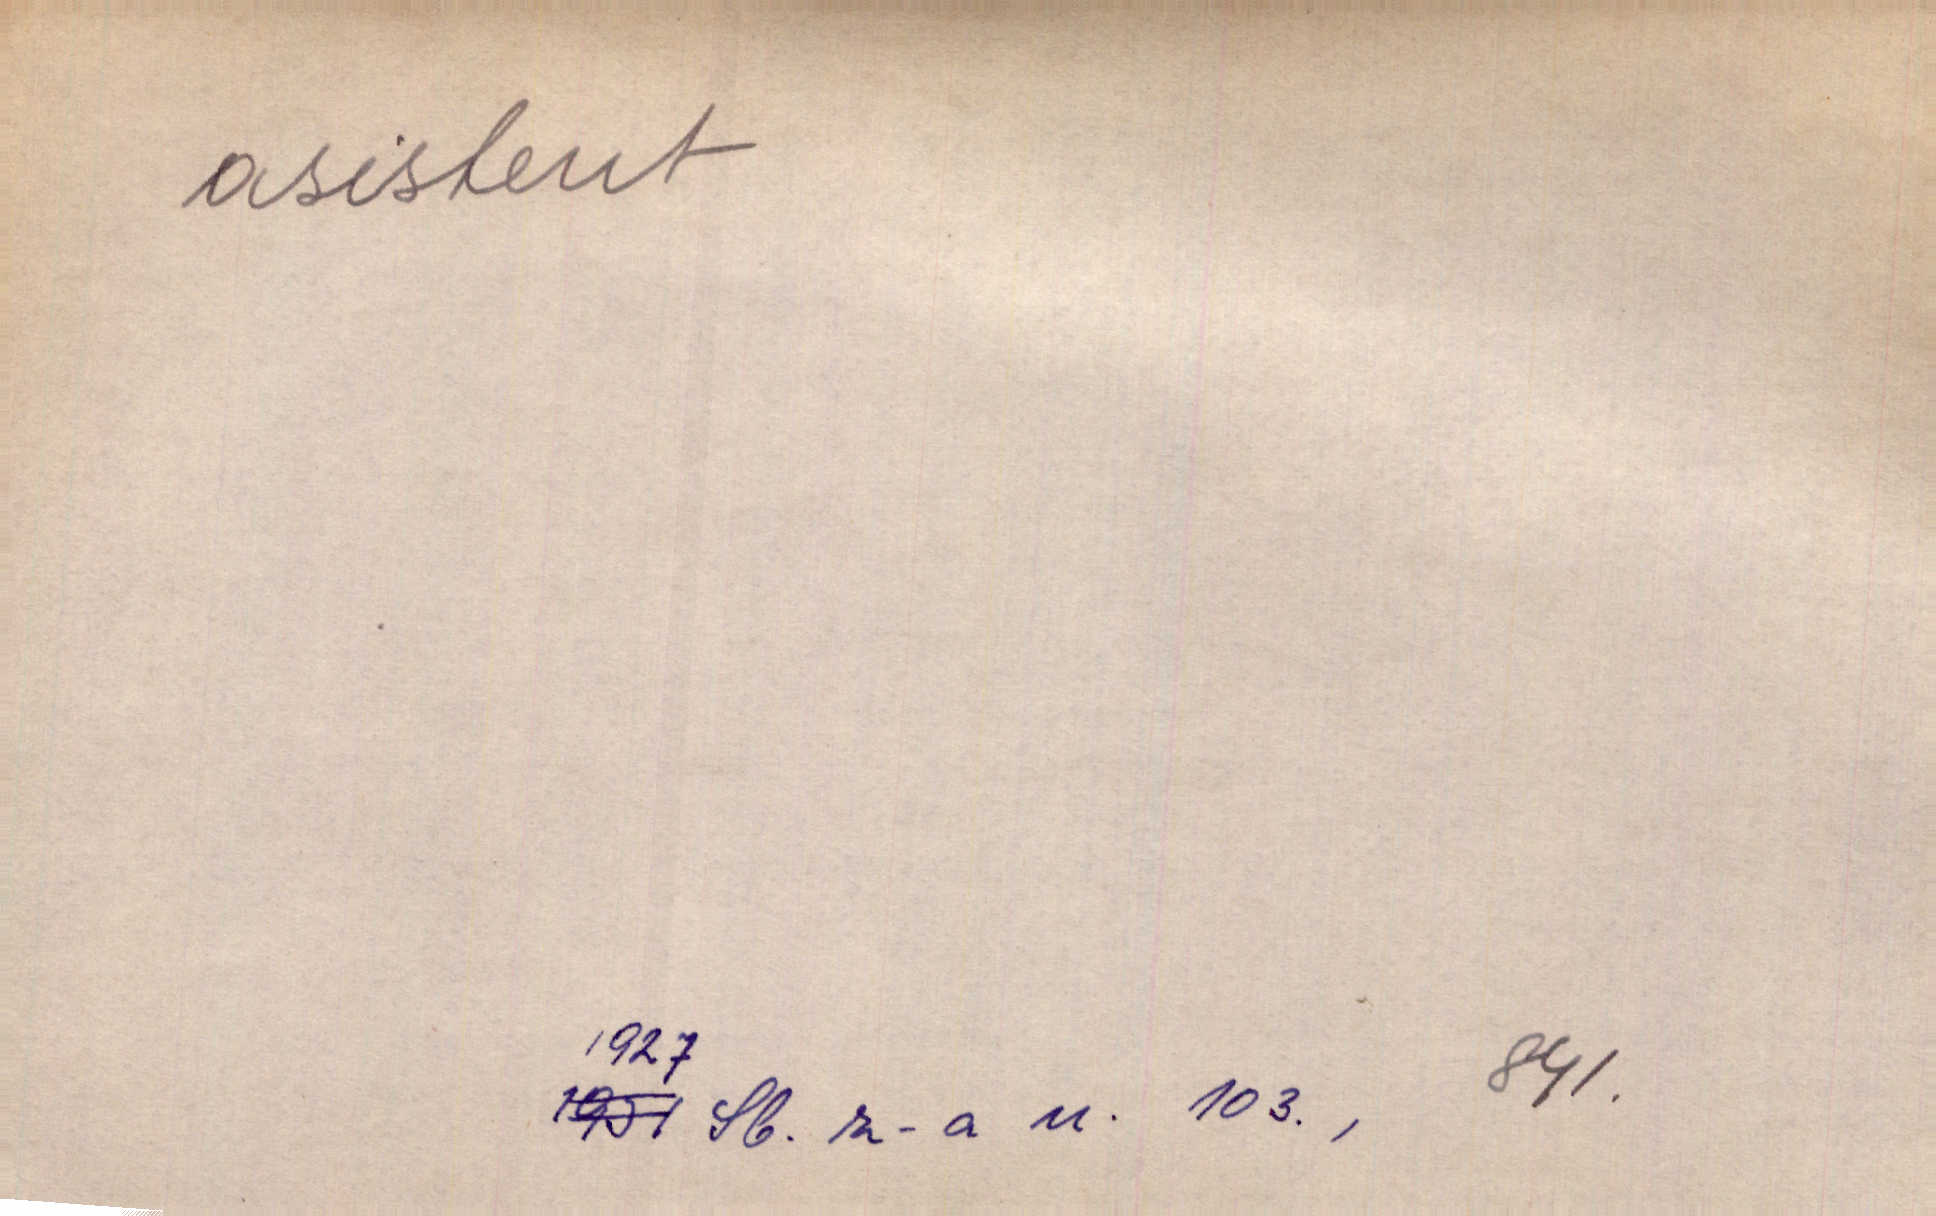 asistent
1927
1951 Sb. z-a n. 103., 841.